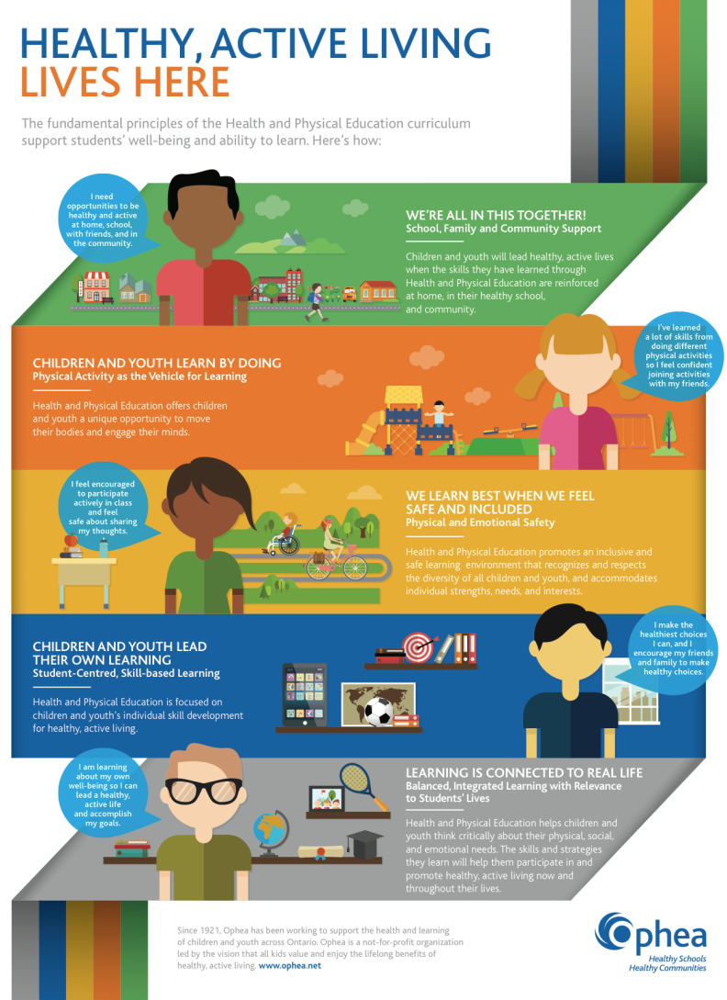 HEALTHY, ACTIVE LIVING
LIVES HERE
The fundamental principles of the Health and Physical Education curriculum
support students' well-being and ability to learn. Here's how:
I need
opportunities to be
healthy and active
at home, school,
with friends, and in
the community.
WE'RE ALL IN THIS TOGETHER!
School, Family and Community Support
Children and youth will lead healthy, active lives
when the skills they have learned through
Health and Physical Education are reinforced
at home, in their healthy school,
and community.
CHILDREN AND YOUTH LEARN BY DOING
Physical Activity as the Vehicle for Learning
Health and Physical Education offers children
and youth a unique opportunity to move
their bodies and engage their minds.
I've learned
a lot of skills from
doing different
physical activities
so I feel confident
joining activities
with my friends.
I feel encouraged
to participate
actively in class
and feel
safe about sharing
my thoughts.
WE LEARN BEST WHEN WE FEEL
SAFE AND INCLUDED
Physical and Emotional Safety
Health and Physical Education promotes an inclusive and
safe learning environment that recognizes and respects
the diversity of all children and youth, and accommodates
individual strengths, needs, and interests.
CHILDREN AND YOUTH LEAD
THEIR OWN LEARNING
Student-Centred, Skill-based Learning
Health and Physical Education is focused on
children and youth's individual skill development
for healthy, active living.
I make the
healthiest choices
I can, and I
encourage my friends
and family to make
healthy choices.
I am learning
about my own
well-being so I can
lead a healthy,
active life
and accomplish
my goals.
LEARNING IS CONNECTED TO REAL LIFE
Balanced, Integrated Learning with Relevance
to Students' Lives
Health and Physical Education helps children and
youth think critically about their physical, social,
and emotional needs. The skills and strategies
they learn will help them participate in and
promote healthy, active living now and
throughout their lives.
Since 1921, Ophea has been working to support the health and learning
of children and youth across Ontario. Ophea is a not-for-profit organization
led by the vision that all kids value and enjoy the lifelong benefits of
healthy, active living. www.ophea.net
Ophea
Healthy Schools
Healthy Communities